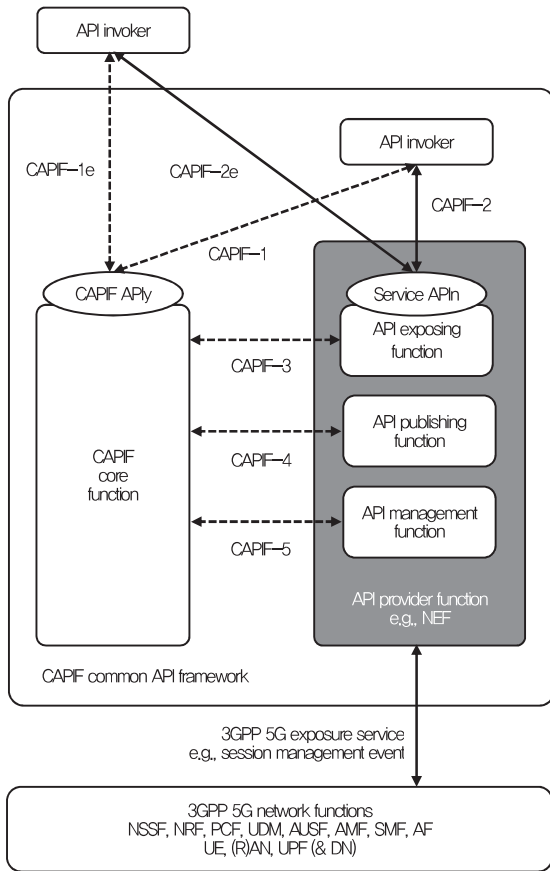 API invoker
API invoker
CAPIF-1e
CAPIF-2e
CAPIF-2
CAPIF-1
CAPIF APIy
Service APIn
API exposing
function
CAPIF-3
API publishing
function
CAPIF-4
CAPIF
core
function
API management
function
CAPIF-5
API provider function
e.g., NEF
CAPIF common API framework
3GPP 5G exposure service
e.g., session management event
3GPP 5G network functions
NSSF, NRF, PCF, UDM, AUSF, AMF, SMF, AF
UE, (R)AN, UPF (& DN)